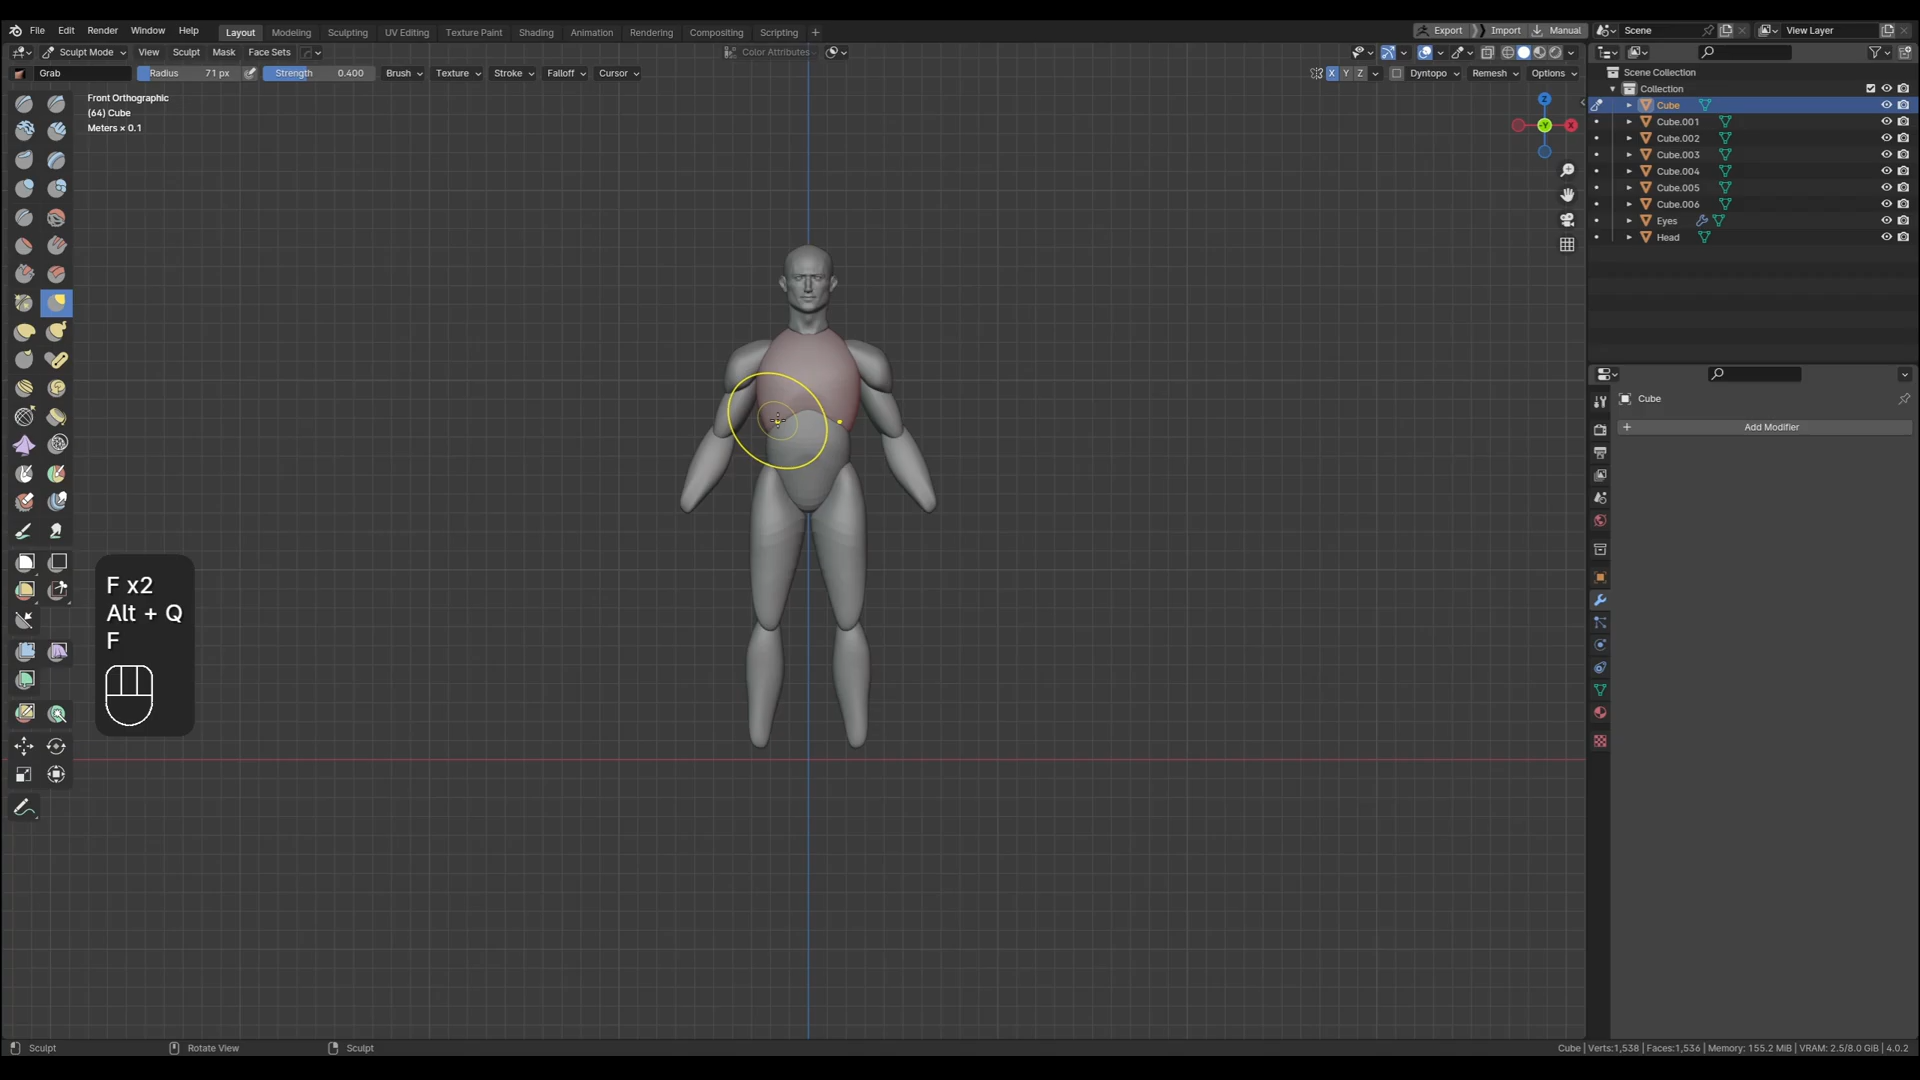 File Edit Render Window Help Layout Modeling Sculpting UV Editing Texture Paint Shading Animation Rendering Compositing Scripting + Export Import Manual Scene View Layer
Sculpt Mode View Sculpt Mask Face Sets Color Attributes
Grab Radius 71 px Strength 0.400 Brush Texture Stroke Falloff Cursor X Y Z Dyntopo Remesh Options
Front Orthographic
(64) Cube
Meters × 0.1
Z
-Y
X
Scene Collection
Collection
Cube
Cube.001
Cube.002
Cube.003
Cube.004
Cube.005
Cube.006
Eyes
Head
Cube
+ Add Modifier
F x2
Alt + Q
F
Sculpt Rotate View Sculpt Cube | Verts:1,538 | Faces:1,536 | Memory: 155.2 MiB | VRAM: 2.5/8.0 GiB | 4.0.2